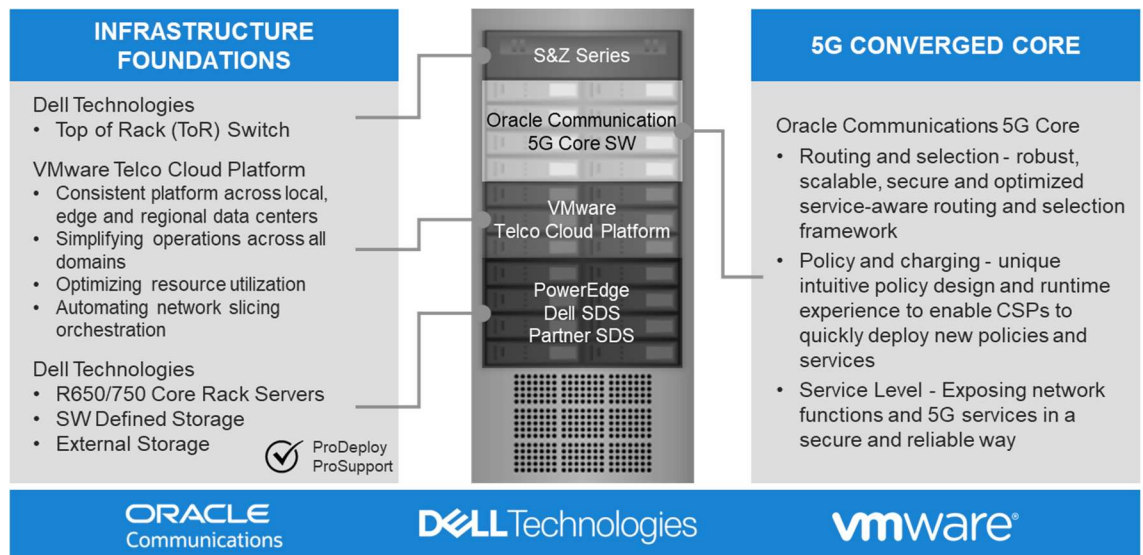 INFRASTRUCTURE
FOUNDATIONS
Dell Technologies
• Top of Rack (ToR) Switch
VMware Telco Cloud Platform
• Consistent platform across local,
edge and regional data centers
• Simplifying operations across all
domains
• Optimizing resource utilization
• Automating network slicing
orchestration
Dell Technologies
• R650/750 Core Rack Servers
• SW Defined Storage
• External Storage
ProDeploy
ProSupport
S&Z Series
Oracle Communication
5G Core SW
VMware
Telco Cloud Platform
PowerEdge
Dell SDS
Partner SDS
5G CONVERGED CORE
Oracle Communications 5G Core
• Routing and selection - robust,
scalable, secure and optimized
service-aware routing and selection
framework
• Policy and charging - unique
intuitive policy design and runtime
experience to enable CSPs to
quickly deploy new policies and
services
• Service Level - Exposing network
functions and 5G services in a
secure and reliable way
ORACLE
Communications
DELL Technologies
vmware®